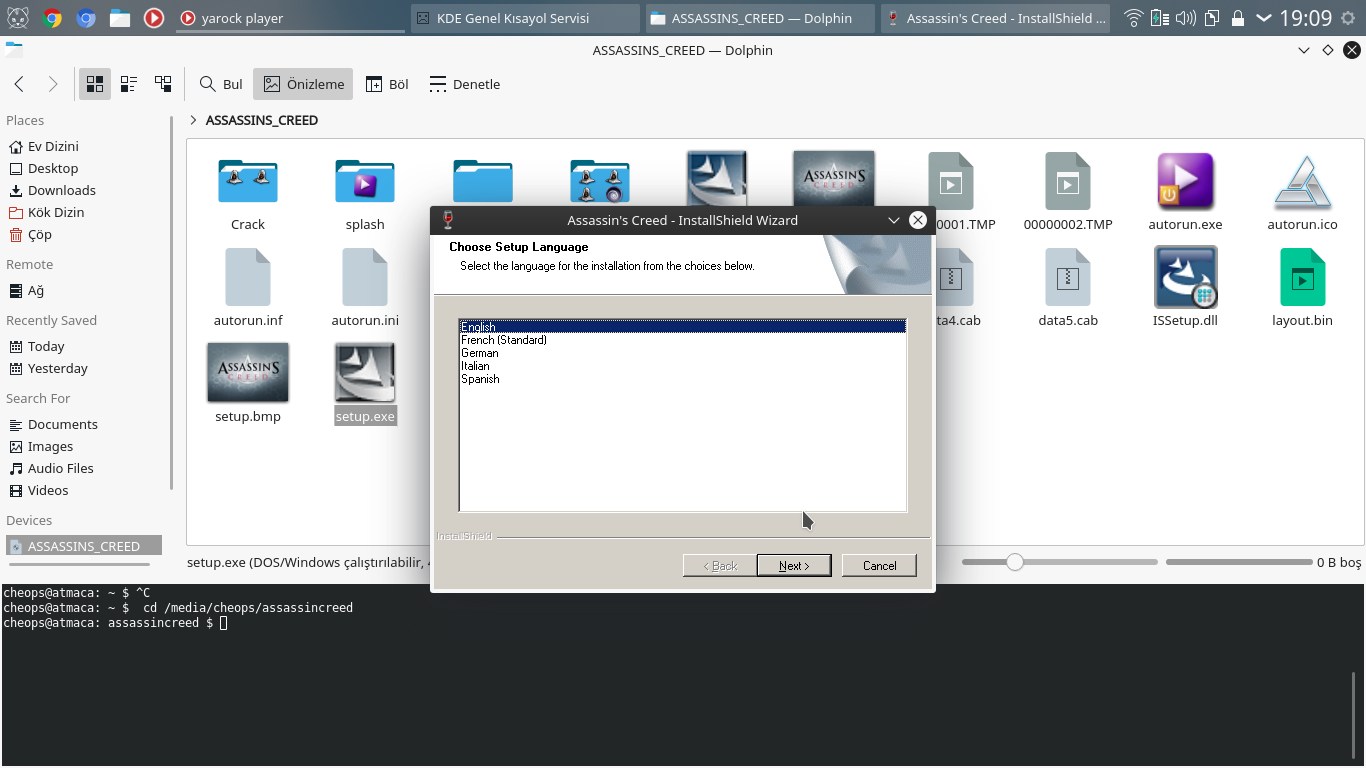 yarock player
KDE Genel Kısayol Servisi
ASSASSINS_CREED — Dolphin
Assassin's Creed - InstallShield ...
19:09
ASSASSINS_CREED — Dolphin
Bul
Önizleme
Böl
Denetle
Places
Ev Dizini
Desktop
Downloads
Kök Dizin
Çöp
Remote
Ağ
Recently Saved
Today
Yesterday
Search For
Documents
Images
Audio Files
Videos
Devices
ASSASSINS_CREED
> ASSASSINS_CREED
ASSASSIN'S
CREED
Crack
splash
0001.TMP
00000002.TMP
autorun.exe
autorun.ico
autorun.inf
autorun.ini
ta4.cab
data5.cab
ISSetup.dll
layout.bin
ASSASSIN'S
CREED
setup.bmp
setup.exe
Assassin's Creed - InstallShield Wizard
Choose Setup Language
Select the language for the installation from the choices below.
English
French (Standard)
German
Italian
Spanish
InstallShield
< Back
Next >
Cancel
setup.exe (DOS/Windows çalıştırılabilir,
0 B boş
cheops@atmaca: ~ $ ^C
cheops@atmaca: ~ $  cd /media/cheops/assassincreed
cheops@atmaca: assassincreed $